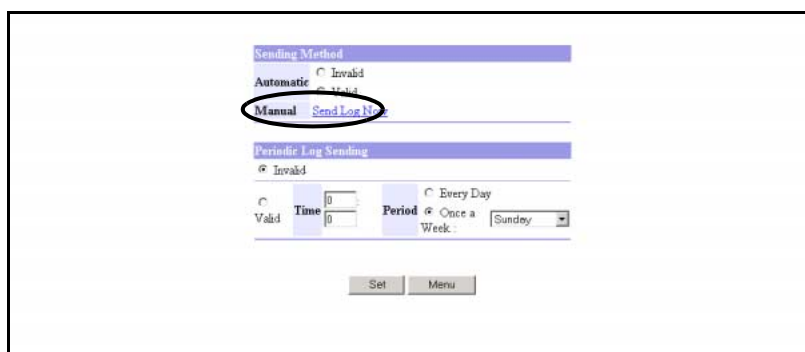 Sending Method
Automatic
Invalid
Valid
Manual Send Log Now
Periodic Log Sending
Invalid
Valid
Time 0 :
0
Period
Every Day
Once a
Week :
Sunday
Set Menu